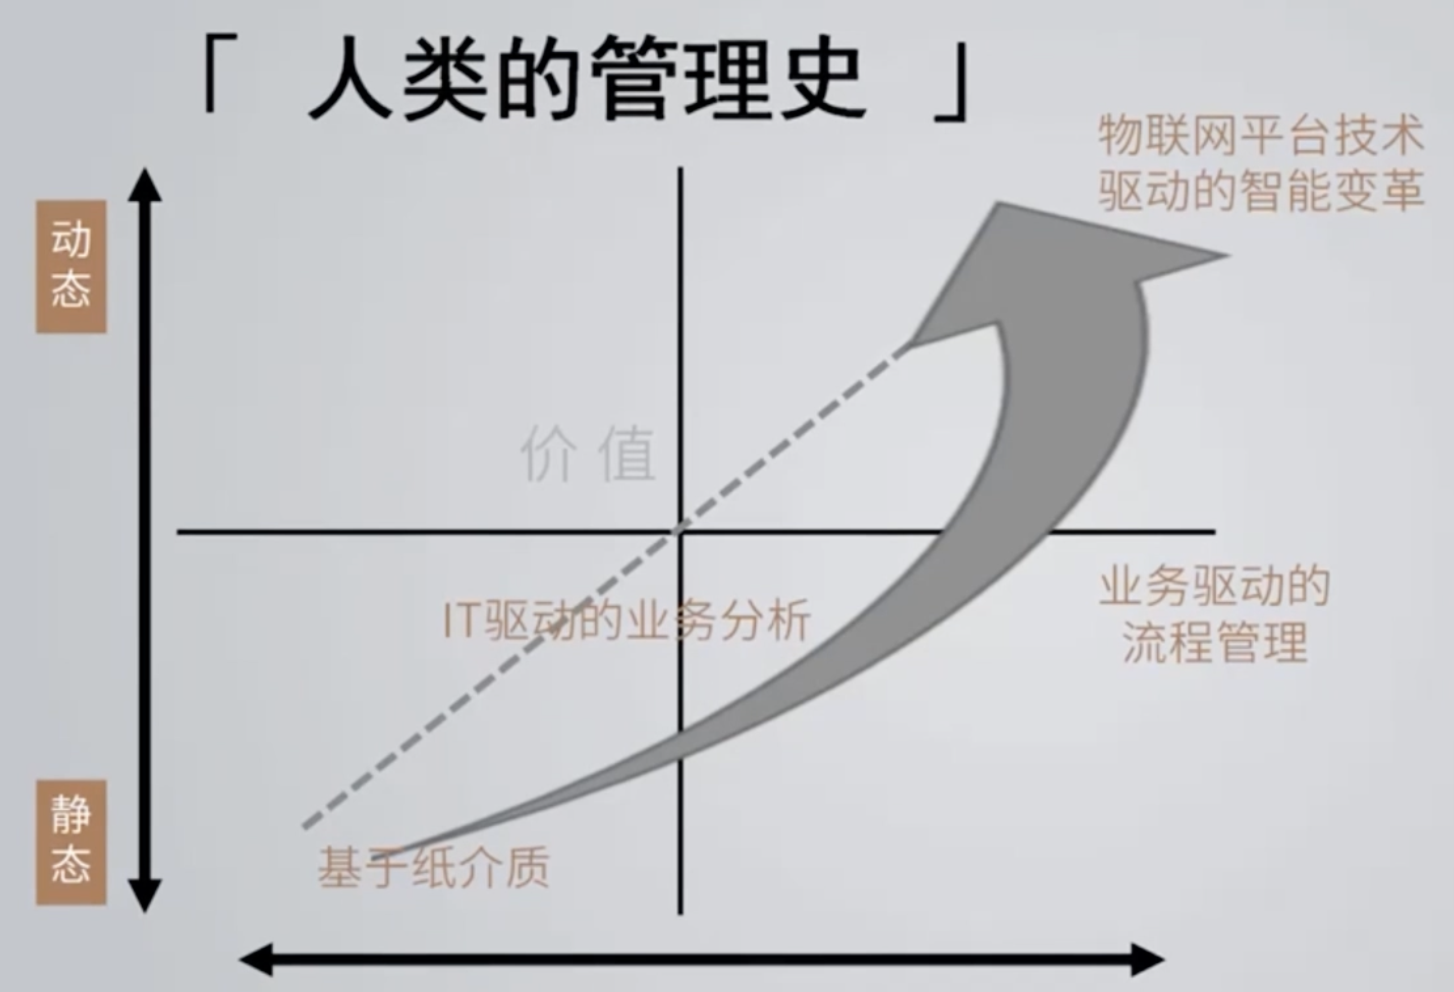 「 人类的管理史 」
物联网平台技术
驱动的智能变革
动
态
价值
IT驱动的业务分析
业务驱动的
流程管理
静
态
基于纸介质